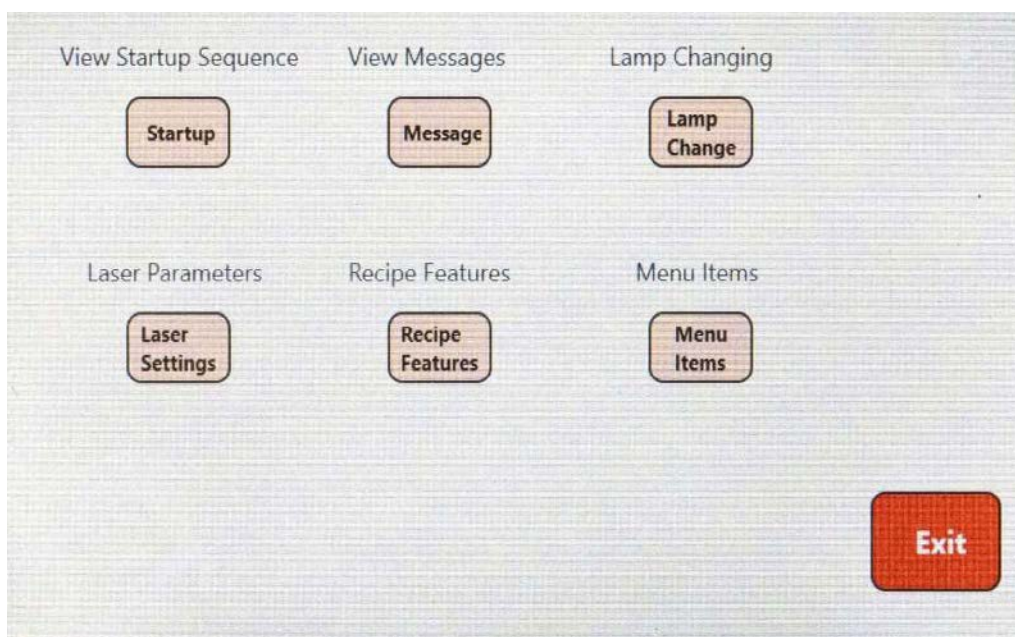 View Startup Sequence
View Messages
Lamp Changing
Startup
Message
Lamp
Change
Laser Parameters
Recipe Features
Menu Items
Laser
Settings
Recipe
Features
Menu
Items
Exit